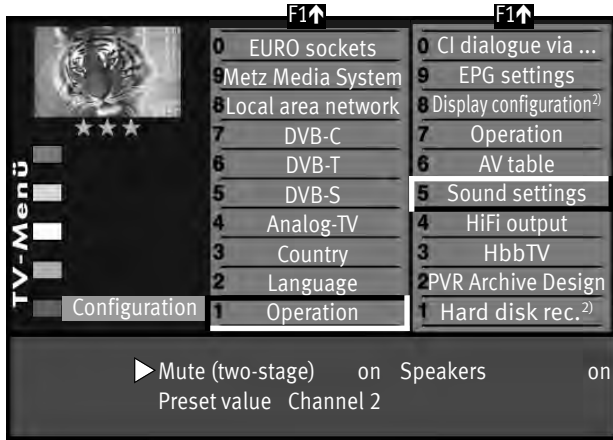 F1↑ F1↑
0 EURO sockets 0 CI dialogue via ...
9 Metz Media System 9 EPG settings
8 Local area network 8 Display configuration2)
7 DVB-C 7 Operation
6 DVB-T 6 AV table
5 DVB-S 5 Sound settings
4 Analog-TV 4 HiFi output
3 Country 3 HbbTV
2 Language 2 PVR Archive Design
Configuration 1 Operation 1 Hard disk rec.2)
TV-Menü
Mute (two-stage) on Speakers on
Preset value Channel 2